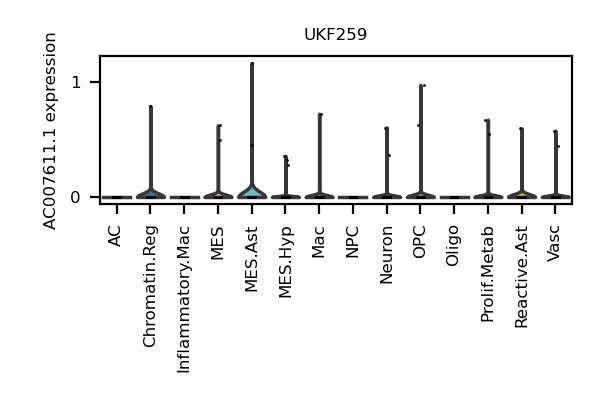 UKF259
AC007611.1 expression
1
0
AC
Chromatin.Reg
Inflammatory.Mac
MES
MES.Ast
MES.Hyp
Mac
NPC
Neuron
OPC
Oligo
Prolif.Metab
Reactive.Ast
Vasc